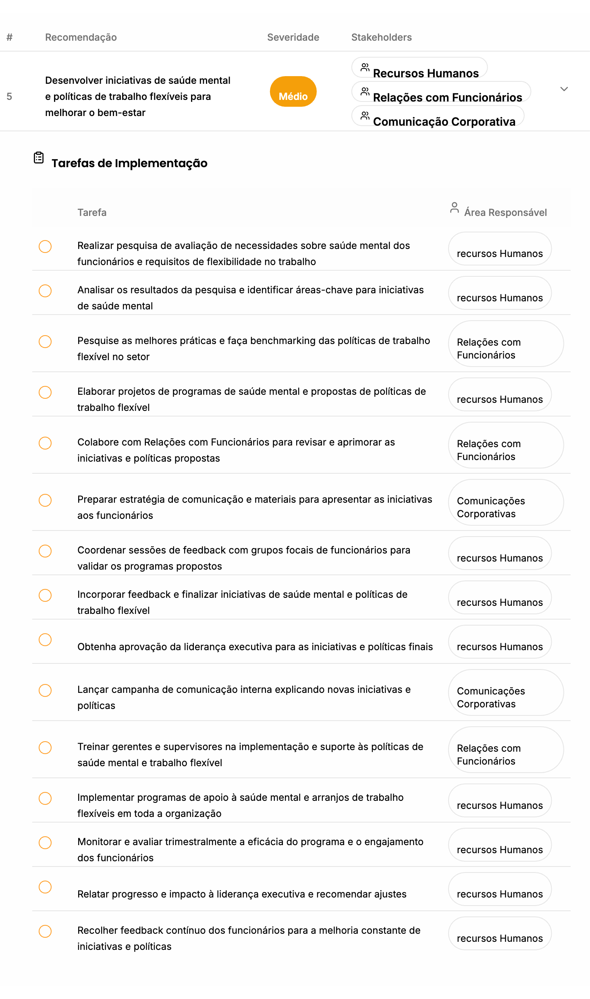 # Recomendação Severidade Stakeholders
Desenvolver iniciativas de saúde mental
e políticas de trabalho flexíveis para
melhorar o bem-estar
5
Médio
Recursos Humanos
Relações com Funcionários
Comunicação Corporativa
Tarefas de Implementação
Tarefa Área Responsável
Realizar pesquisa de avaliação de necessidades sobre saúde mental dos
funcionários e requisitos de flexibilidade no trabalho
recursos Humanos
Analisar os resultados da pesquisa e identificar áreas-chave para iniciativas
de saúde mental
recursos Humanos
Pesquise as melhores práticas e faça benchmarking das políticas de trabalho
flexível no setor
Relações com
Funcionários
Elaborar projetos de programas de saúde mental e propostas de políticas de
trabalho flexível
recursos Humanos
Colabore com Relações com Funcionários para revisar e aprimorar as
iniciativas e políticas propostas
Relações com
Funcionários
Preparar estratégia de comunicação e materiais para apresentar as iniciativas
aos funcionários
Comunicações
Corporativas
Coordenar sessões de feedback com grupos focais de funcionários para
validar os programas propostos
recursos Humanos
Incorporar feedback e finalizar iniciativas de saúde mental e políticas de
trabalho flexível
recursos Humanos
Obtenha aprovação da liderança executiva para as iniciativas e políticas finais
recursos Humanos
Lançar campanha de comunicação interna explicando novas iniciativas e
políticas
Comunicações
Corporativas
Treinar gerentes e supervisores na implementação e suporte às políticas de
saúde mental e trabalho flexível
Relações com
Funcionários
Implementar programas de apoio à saúde mental e arranjos de trabalho
flexíveis em toda a organização
recursos Humanos
Monitorar e avaliar trimestralmente a eficácia do programa e o engajamento
dos funcionários
recursos Humanos
Relatar progresso e impacto à liderança executiva e recomendar ajustes
recursos Humanos
Recolher feedback contínuo dos funcionários para a melhoria constante de
iniciativas e políticas
recursos Humanos